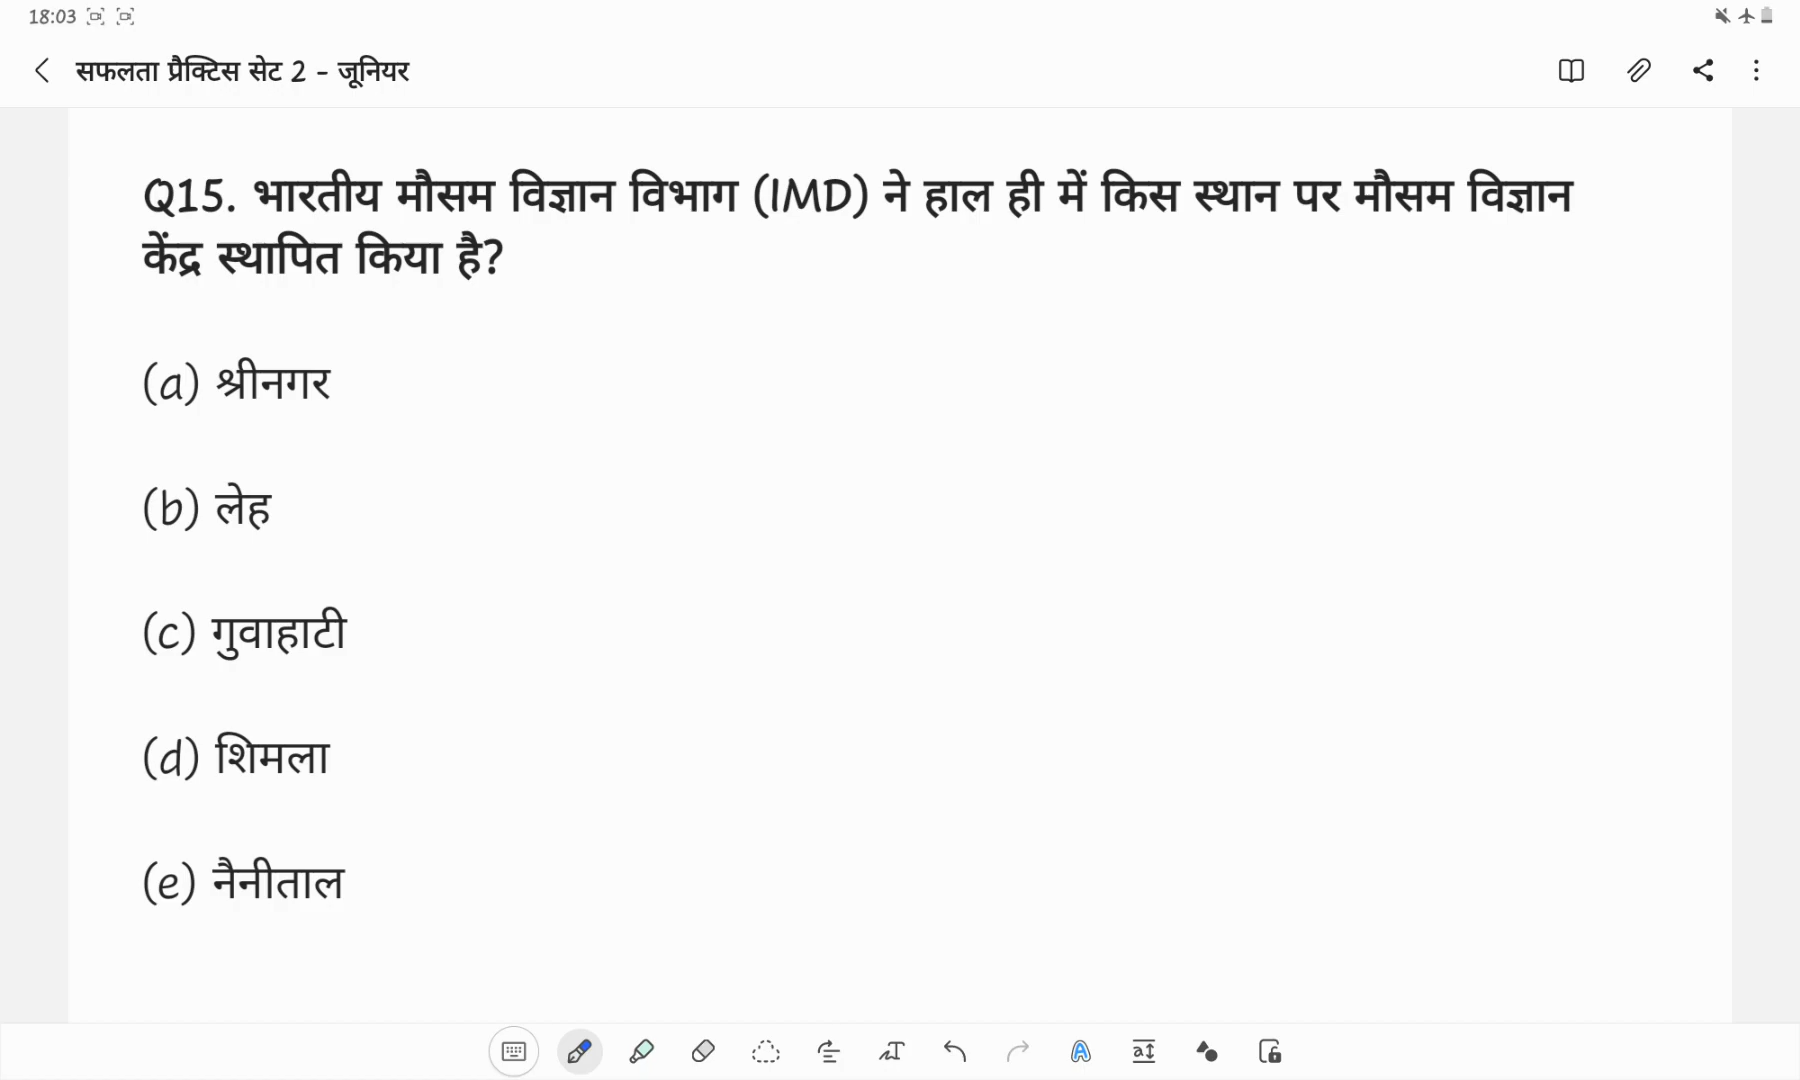 18:03
सफलता प्रैक्टिस सेट 2 - जूनियर
Q15. भारतीय मौसम विज्ञान विभाग (IMD) ने हाल ही में किस स्थान पर मौसम विज्ञान
केंद्र स्थापित किया है?
(a) श्रीनगर
(b) लेह
(c) गुवाहाटी
(d) शिमला
(e) नैनीताल